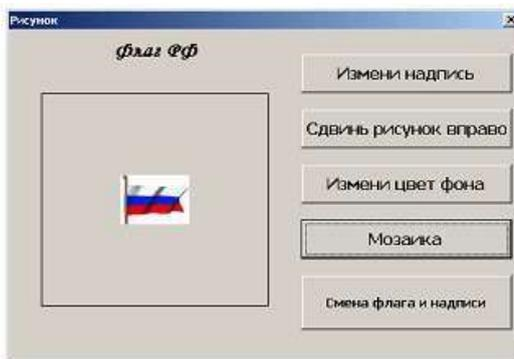 Рисунок
Флаг РФ
Измени надпись
Сдвинь рисунок вправо
Измени цвет фона
Мозаика
Смена флага и надписи